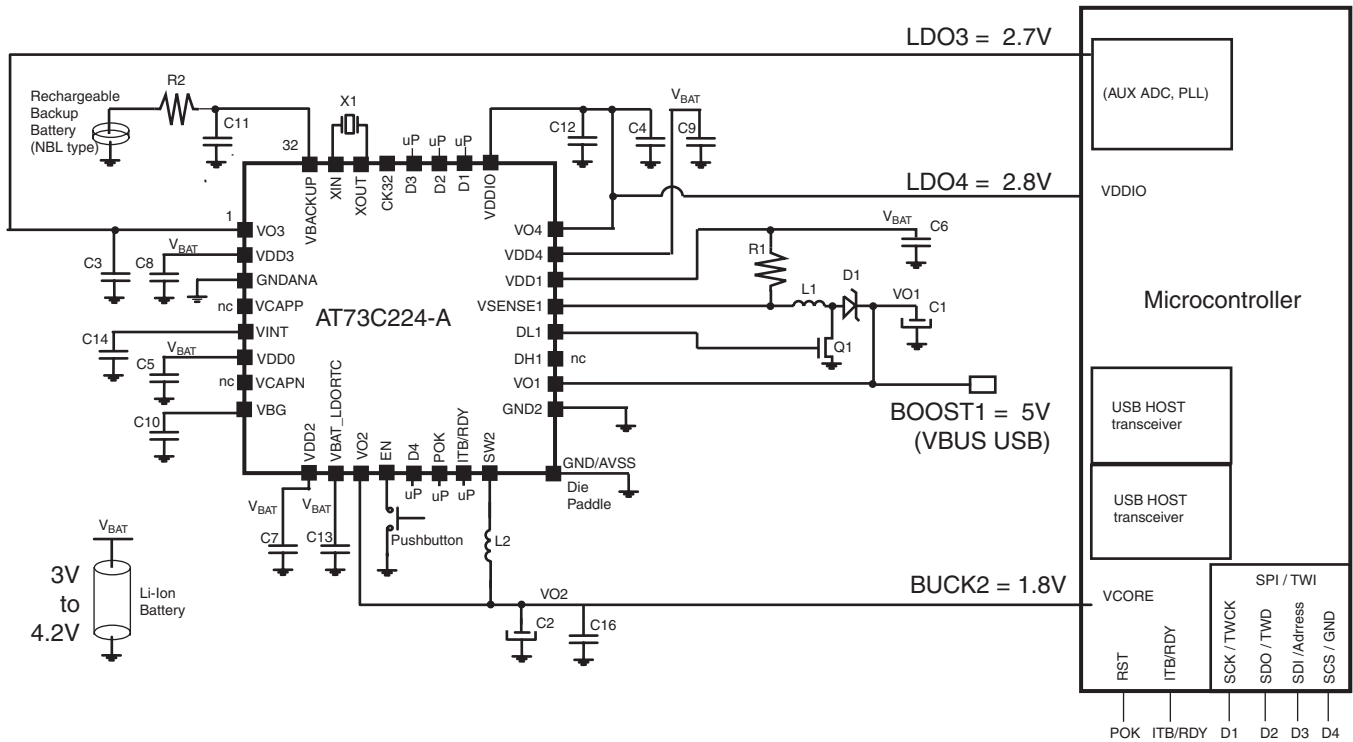 LDO3 = 2.7V
Rechargeable
Backup
Battery
(NBL type)
R2
C11
X1
32
uP
uP
uP
C12
C4
VBAT
C9
(AUX ADC, PLL)
VBACKUP
XIN
XOUT
CK32
D3
D2
D1
VDDIO
LDO4 = 2.8V
VDDIO
1
VO3
VO4
VBAT
C6
C3
C8
VBAT
VDD3
VDD4
GNDANA
VDD1
R1
nc
VCAPP
VSENSE1
L1
D1
VO1
C1
Microcontroller
AT73C224-A
C14
VINT
DL1
Q1
C5
VBAT
VDD0
DH1
nc
nc
VCAPN
VO1
C10
VBG
GND2
BOOST1 = 5V
(VBUS USB)
USB HOST
transceiver
VDD2
VBAT_LDORTC
VO2
EN
D4
POK
ITB/RDY
SW2
GND/AVSS
Die
Paddle
uP
uP
uP
USB HOST
transceiver
VBAT
VBAT
C7
C13
Pushbutton
L2
VBAT
3V
to
4.2V
Li-Ion
Battery
VO2
C2
C16
BUCK2 = 1.8V
VCORE
SPI / TWI
RST
ITB/RDY
SCK / TWCK
SDO / TWD
SDI /Adrress
SCS / GND
POK
ITB/RDY
D1
D2
D3
D4